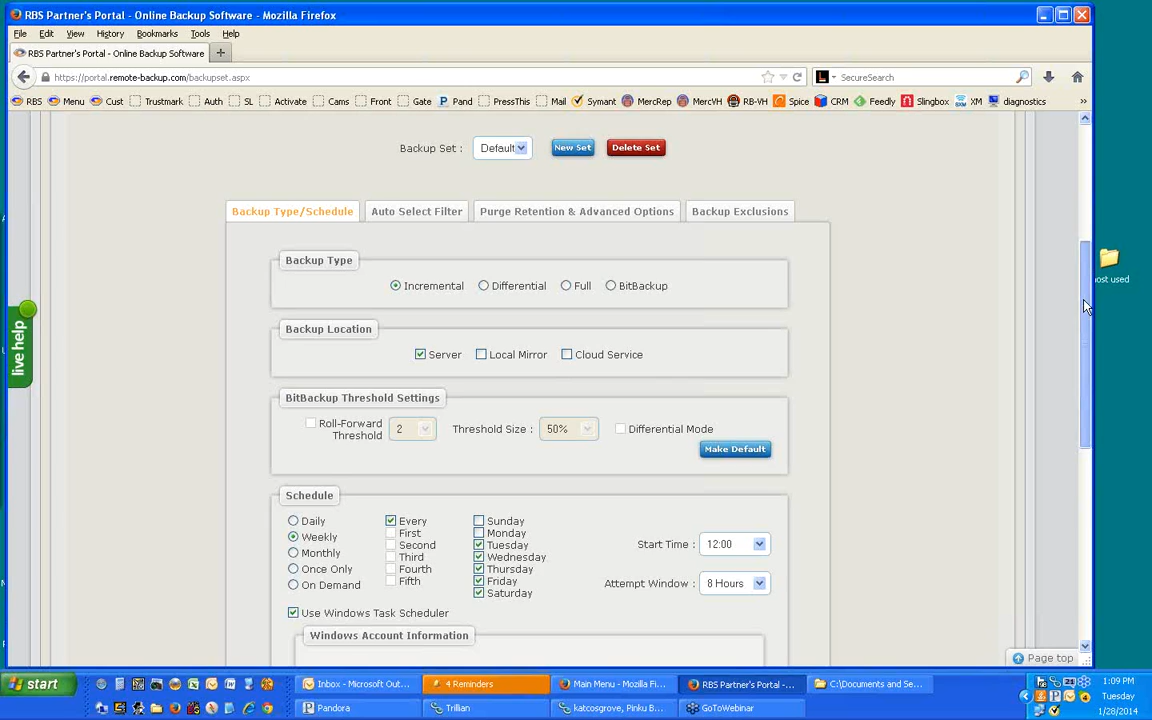 RBS Partner's Portal - Online Backup Software - Mozilla Firefox
File Edit View History Bookmarks Tools Help
RBS Partner's Portal - Online Backup Software +
https://portal.remote-backup.com/backupset.aspx SecureSearch
RBS Menu Cust Trustmark Auth SL Activate Cams Front Gate Pand PressThis Mail Symant MercRep MercVH RB-VH Spice CRM Feedly Slingbox XM diagnostics »
Backup Set : Default New Set Delete Set
Backup Type/Schedule Auto Select Filter Purge Retention & Advanced Options Backup Exclusions
Backup Type
Incremental Differential Full BitBackup
ost used
live help
Backup Location
Server Local Mirror Cloud Service
BitBackup Threshold Settings
Roll-Forward Threshold 2 Threshold Size : 50% Differential Mode
Make Default
Schedule
Daily Every Sunday
Weekly First Monday
Monthly Second Tuesday
Once Only Third Wednesday
On Demand Fourth Thursday
Fifth Friday
Saturday
Start Time : 12:00
Attempt Window : 8 Hours
Use Windows Task Scheduler
Windows Account Information
Page top
start Inbox - Microsoft Out... 4 Reminders Main Menu - Mozilla Fi... RBS Partner's Portal -... C:\Documents and Se... 1:09 PM
Tuesday
Pandora Trillian katcosgrove, Pinku B... GoToWebinar 1/28/2014